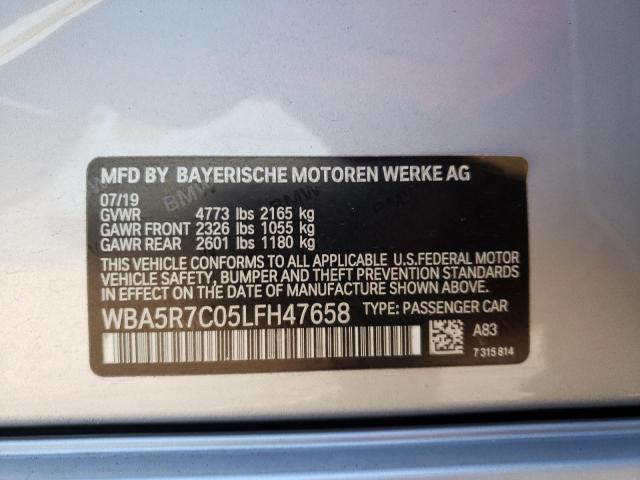 MFD BY BAYERISCHE MOTOREN WERKE AG
07/19
GVWR 4773 lbs 2165 kg
GAWR FRONT 2326 lbs 1055 kg
GAWR REAR 2601 lbs 1180 kg
THIS VEHICLE CONFORMS TO ALL APPLICABLE U.S.FEDERAL MOTOR
VEHICLE SAFETY, BUMPER AND THEFT PREVENTION STANDARDS
IN EFFECT ON THE DATE OF MANUFACTURE SHOWN ABOVE.
WBA5R7C05LFH47658 TYPE: PASSENGER CAR
A83
7315814
BMW
BMW